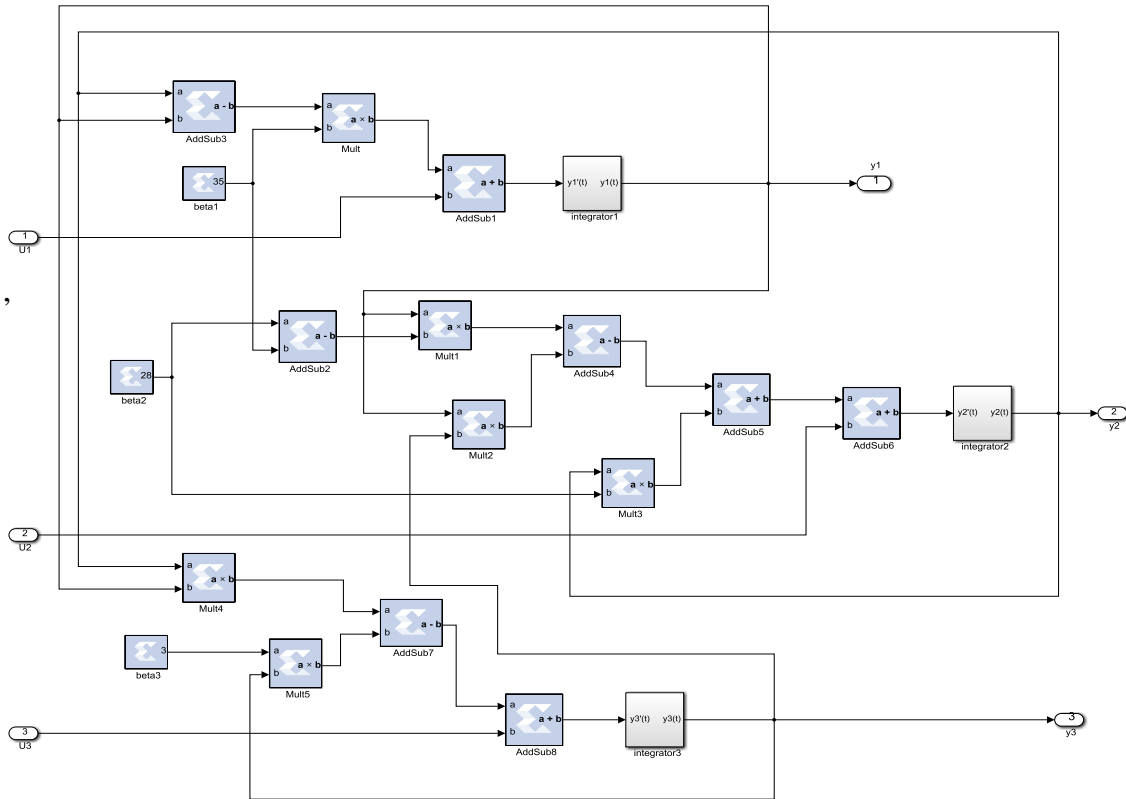 a
b
a - b
AddSub3
a
b
a × b
Mult
35
beta1
a
b
a + b
AddSub1
y1'(t) y1(t)
integrator1
y1
1
1
U1
,
a
b
a - b
AddSub2
a
b
a × b
Mult1
a
b
a - b
AddSub4
28
beta2
a
b
a × b
Mult2
a
b
a + b
AddSub5
a
b
a + b
AddSub6
y2'(t) y2(t)
integrator2
2
y2
a
b
a × b
Mult3
2
U2
a
b
a × b
Mult4
a
b
a - b
AddSub7
3
beta3
a
b
a × b
Mult5
a
b
a + b
AddSub8
y3'(t) y3(t)
integrator3
3
y3
3
U3